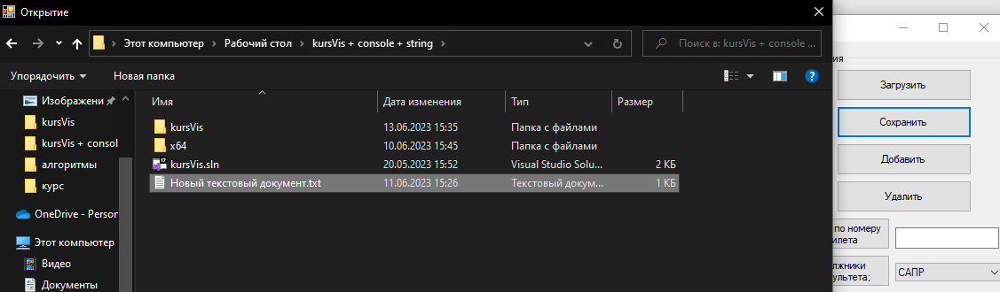 Открытие
Этот компьютер > Рабочий стол > kursVis + console + string >
Поиск в: kursVis + console ...
Упорядочить
Новая папка
Изображени
kursVis
kursVis + consol
алгоритмы
курс
OneDrive - Person
Этот компьютер
Видео
Документы
Имя Дата изменения Тип Размер
kursVis 13.06.2023 15:35 Папка с файлами
x64 10.06.2023 15:45 Папка с файлами
kursVis.sln 20.05.2023 15:52 Visual Studio Solu... 2 КБ
Новый текстовый документ.txt 11.06.2023 15:26 Текстовый докум... 1 КБ
ия
Загрузить
Сохранить
Добавить
Удалить
по номеру
илета
лжники
ультета;
САПР